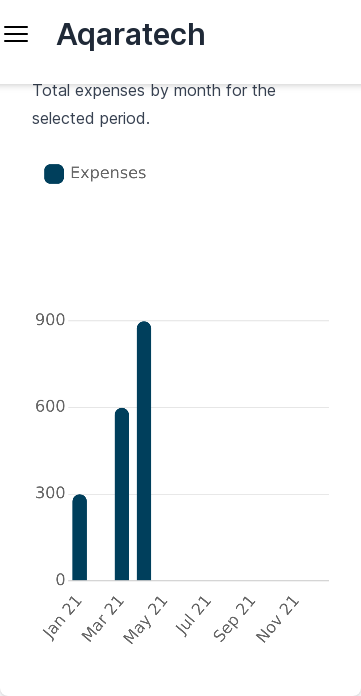 Aqaratech
Total expenses by month for the
selected period.
Expenses
900
600
300
0
Jan 21
Mar 21
May 21
Jul 21
Sep 21
Nov 21